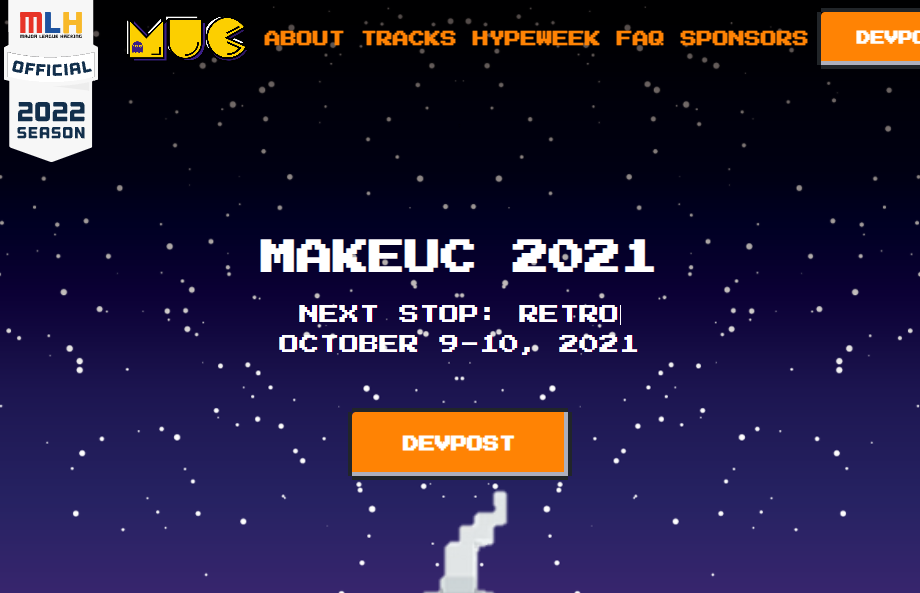 MLH
MAJOR LEAGUE HACKING
OFFICIAL
2022
SEASON
MUC
ABOUT TRACKS HYPEWEEK FAQ SPONSORS
MAKEUC 2021
NEXT STOP: RETRO
OCTOBER 9-10, 2021
DEVPOST